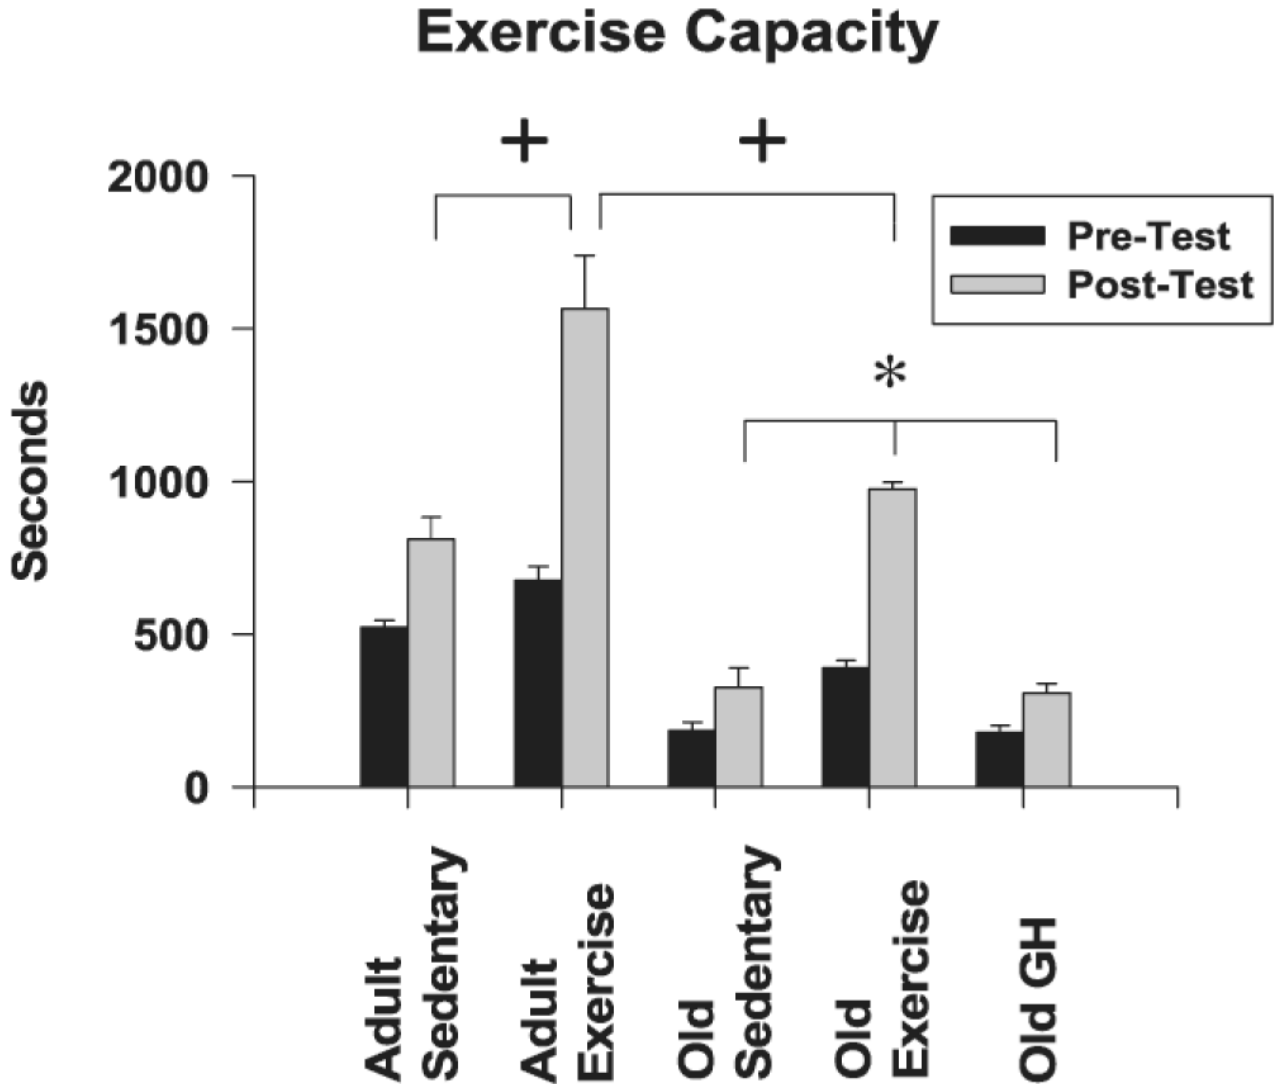 Exercise Capacity
+ +
2000
1500
1000
500
0
Seconds
Pre-Test
Post-Test
*
Adult
Sedentary
Adult
Exercise
Old
Sedentary
Old
Exercise
Old GH